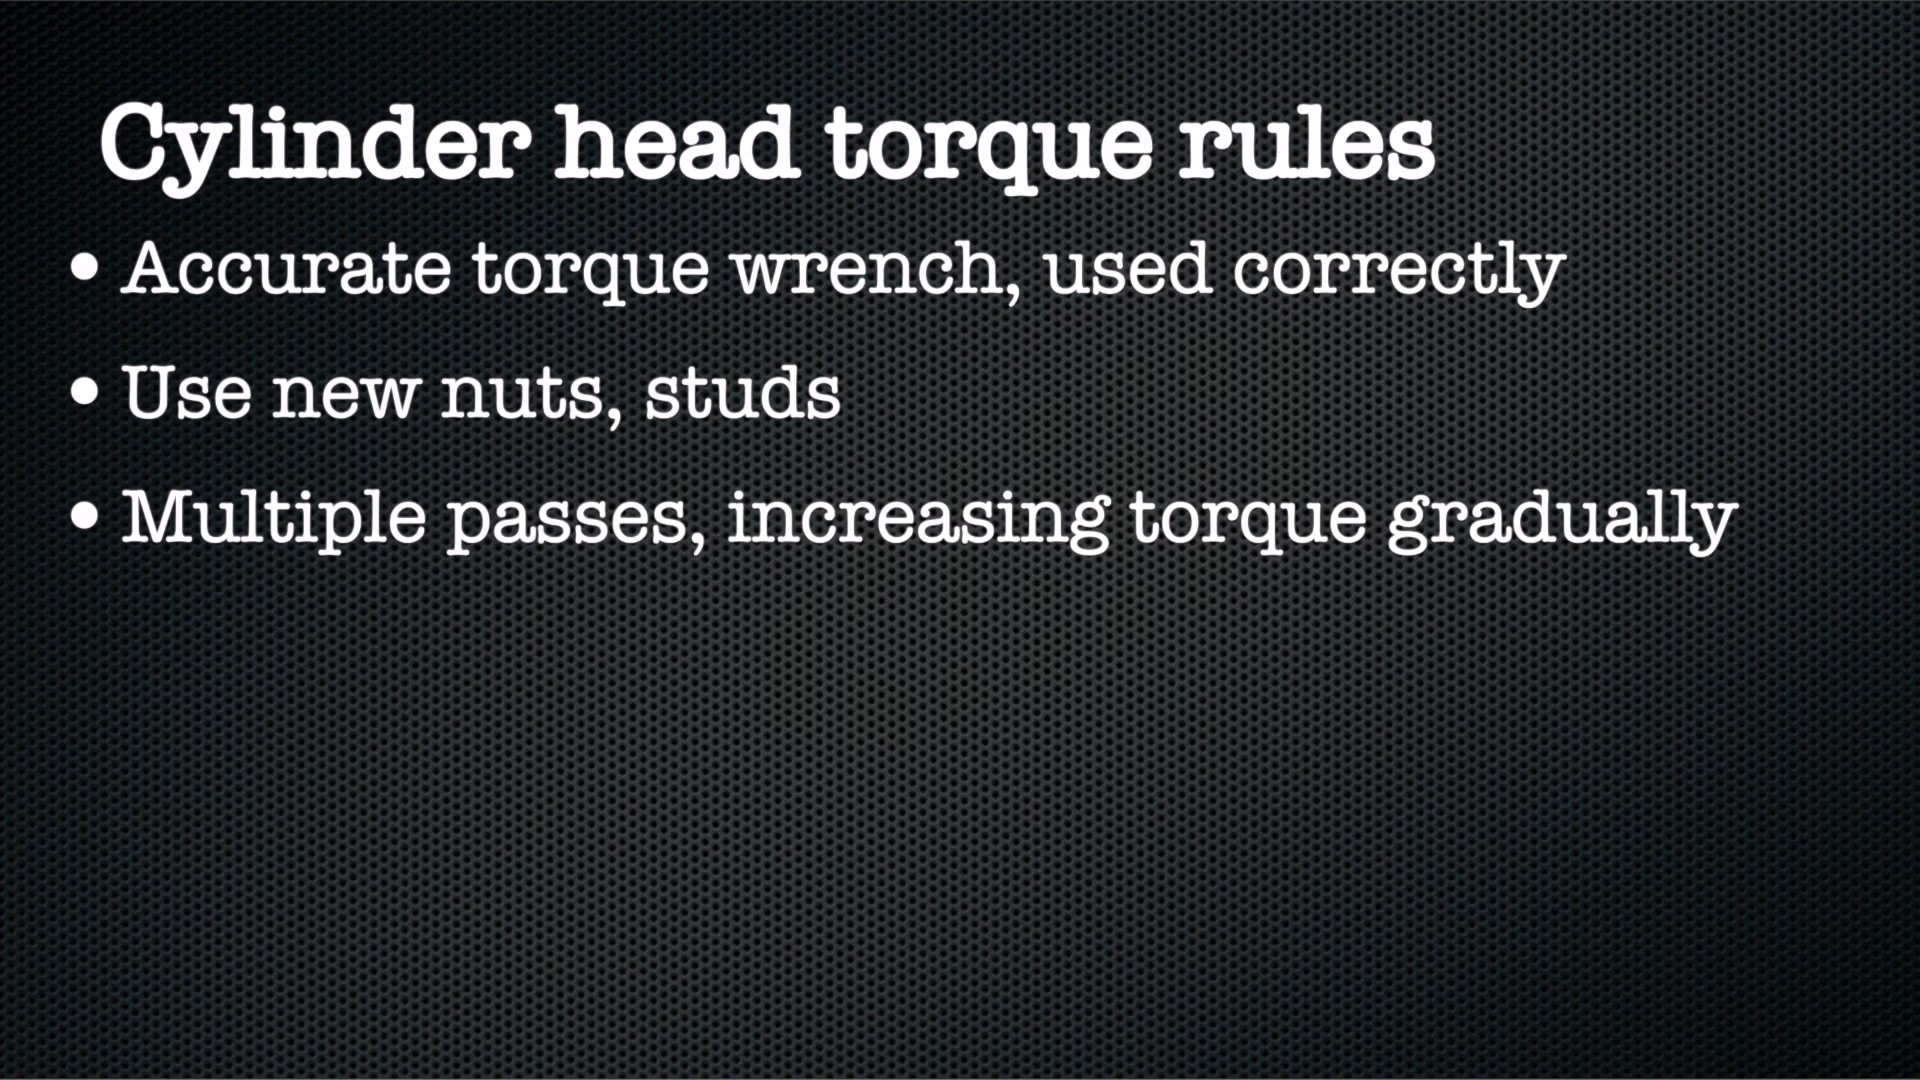 Cylinder head torque rules
• Accurate torque wrench, used correctly
• Use new nuts, studs
• Multiple passes, increasing torque gradually